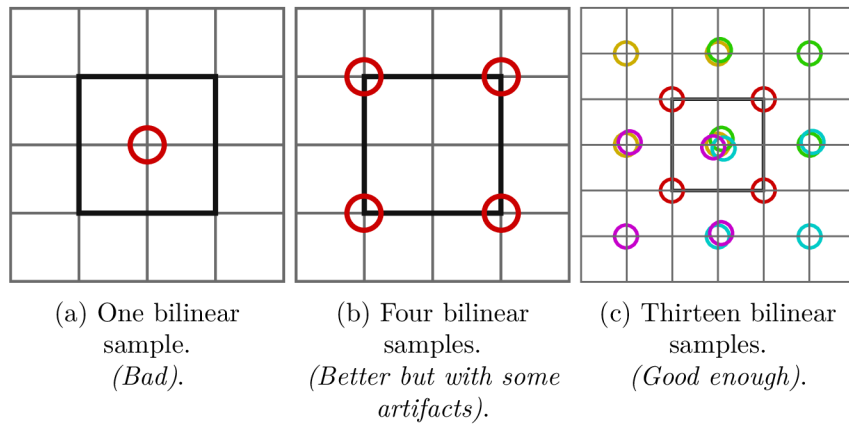 (a) One bilinear
sample.
(Bad).
(b) Four bilinear
samples.
(Better but with some
artifacts).
(c) Thirteen bilinear
samples.
(Good enough).